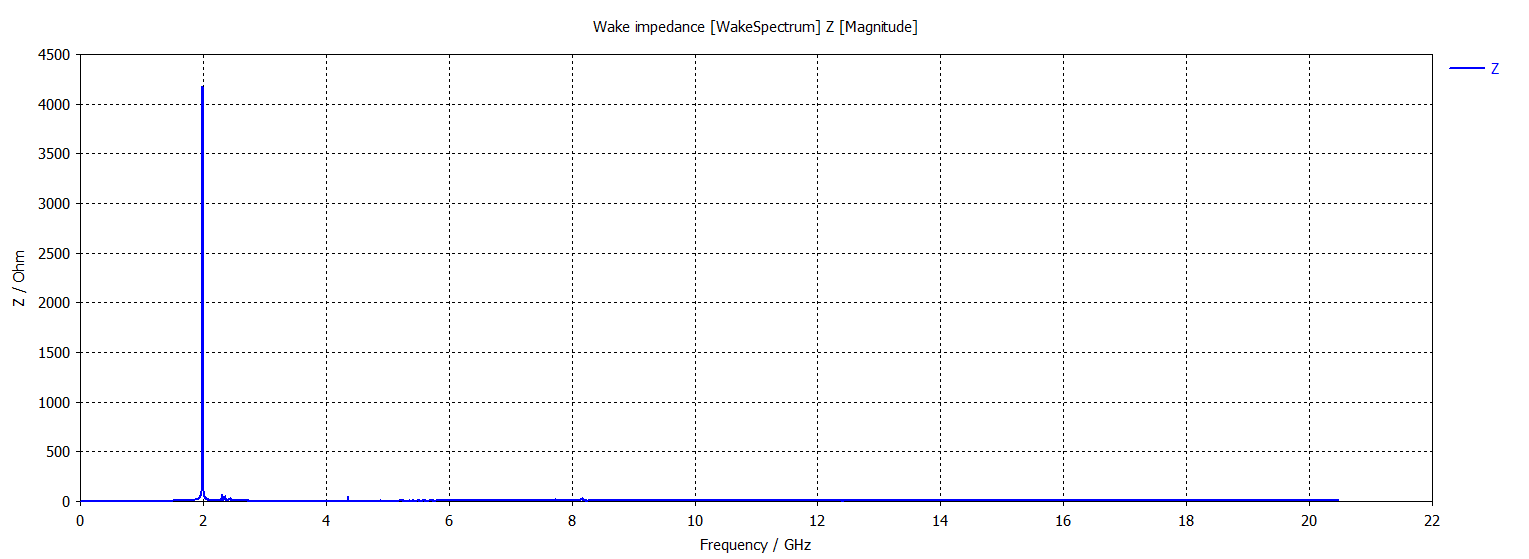 Wake impedance [WakeSpectrum] Z [Magnitude]
4500
4000
3500
3000
2500
2000
1500
1000
500
0
Z / Ohm
0 2 4 6 8 10 12 14 16 18 20 22
Frequency / GHz
Z